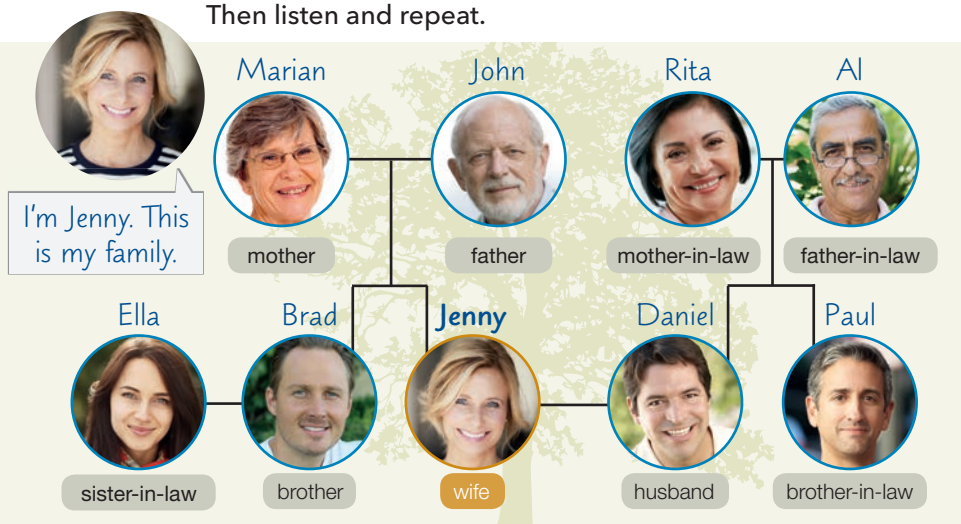 Then listen and repeat.
I'm Jenny. This
is my family.
Marian John Rita Al
mother father mother-in-law father-in-law
Ella Brad Jenny Daniel Paul
sister-in-law brother wife husband brother-in-law